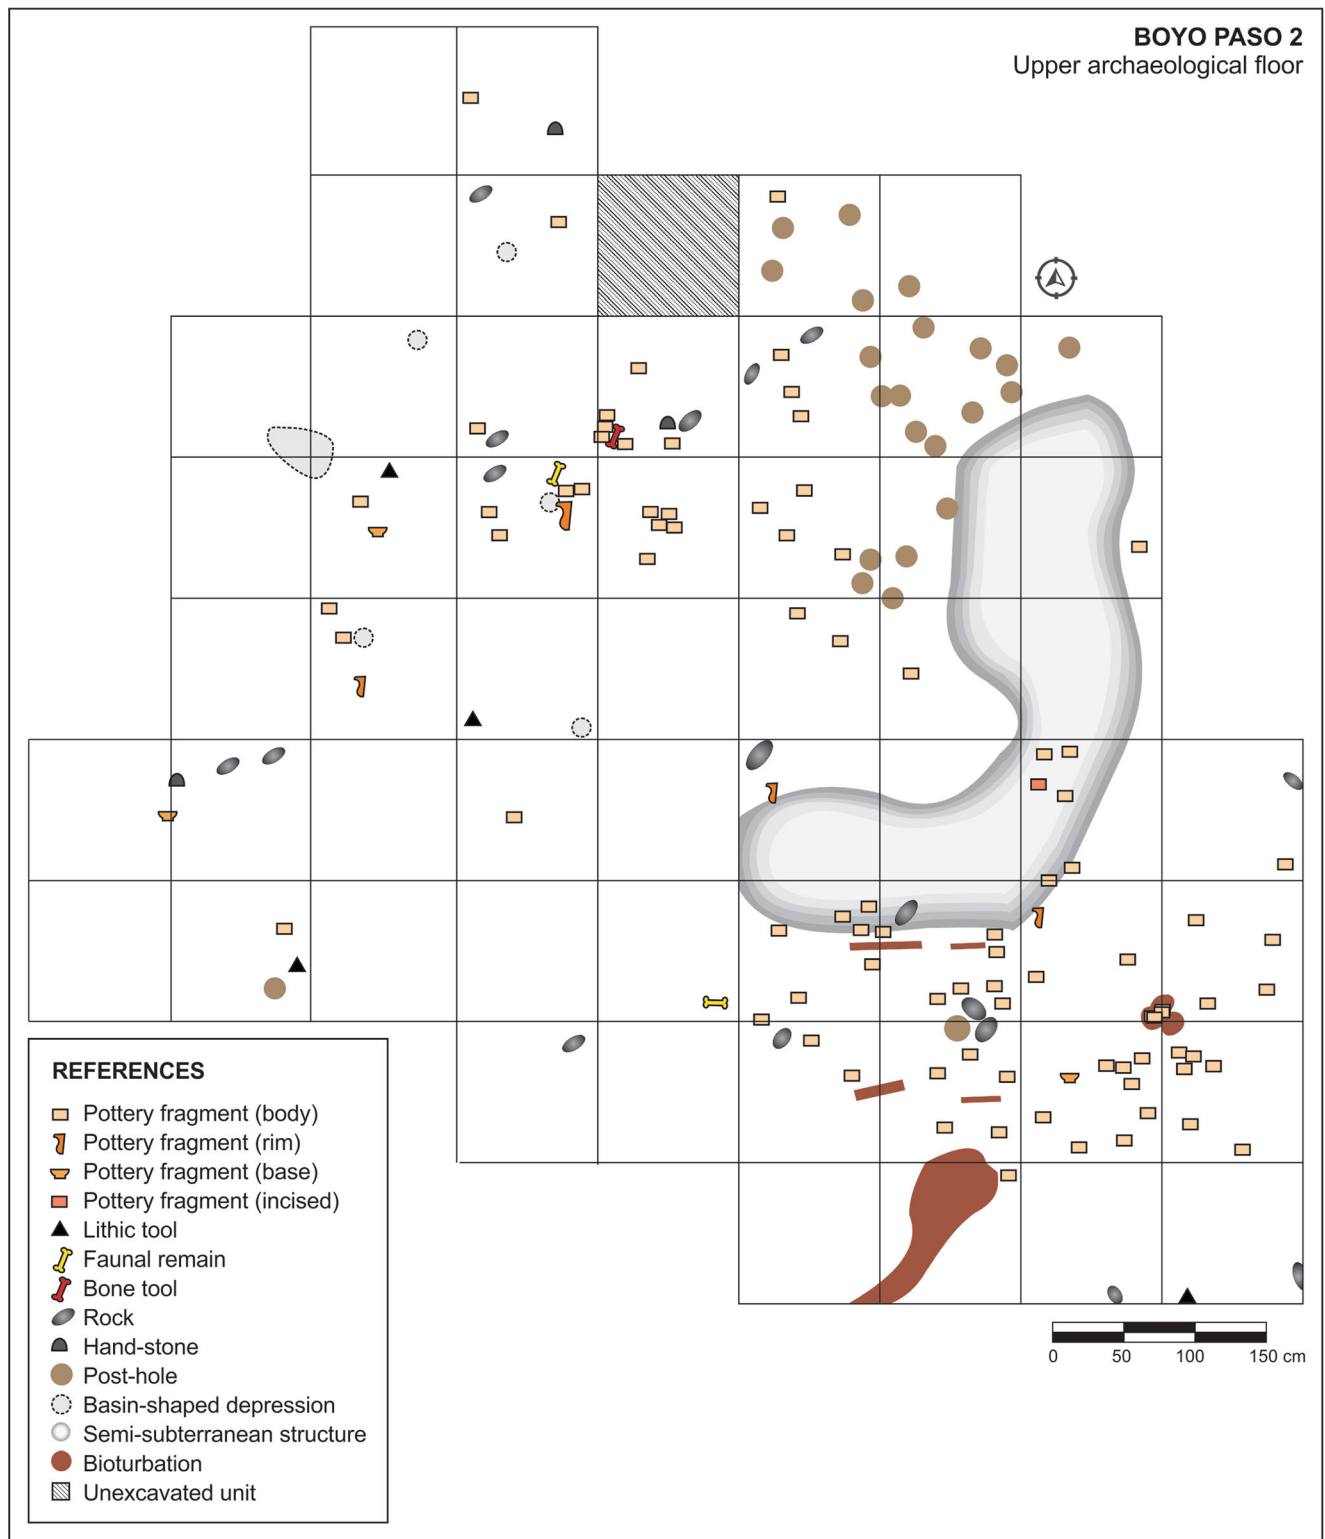 BOYO PASO 2
Upper archaeological floor
REFERENCES
Pottery fragment (body)
Pottery fragment (rim)
Pottery fragment (base)
Pottery fragment (incised)
Lithic tool
Faunal remain
Bone tool
Rock
Hand-stone
Post-hole
Basin-shaped depression
Semi-subterranean structure
Bioturbation
Unexcavated unit
0 50 100 150 cm